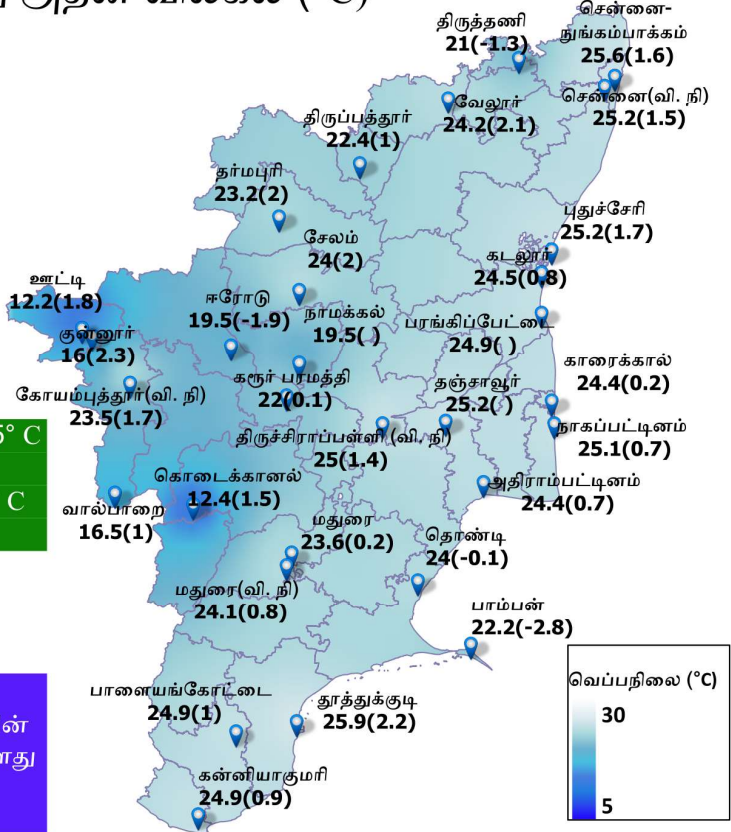 அதன் விலகல் (°C)
சென்னை-
நுங்கம்பாக்கம்
25.6(1.6)
திருத்தணி
21(-1.3)
சென்னை(வி. நி)
25.2(1.5)
வேலூர்
24.2(2.1)
திருப்பத்தூர்
22.4(1)
தர்மபுரி
23.2(2)
புதுச்சேரி
25.2(1.7)
சேலம்
24(2)
கடலூர்
24.5(0.8)
ஊட்டி
12.2(1.8)
ஈரோடு
19.5(-1.9)
நாமக்கல்
19.5( )
பரங்கிப்பேட்டை
24.9( )
குன்னூர்
16(2.3)
காரைக்கால்
24.4(0.2)
கரூர் பரமத்தி
22(0.1)
தஞ்சாவூர்
25.2( )
கோயம்புத்தூர்(வி. நி)
23.5(1.7)
நாகப்பட்டினம்
25.1(0.7)
திருச்சிராப்பள்ளி (வி. நி)
25(1.4)
5° C
கொடைக்கானல்
12.4(1.5)
அதிராம்பட்டினம்
24.4(0.7)
C
வால்பாறை
16.5(1)
மதுரை
23.6(0.2)
தொண்டி
24(-0.1)
மதுரை(வி. நி)
24.1(0.8)
பாம்பன்
22.2(-2.8)
வெப்பநிலை (°C)
30
5
பாளையங்கோட்டை
24.9(1)
தூத்துக்குடி
25.9(2.2)
ன்
ளது
கன்னியாகுமரி
24.9(0.9)